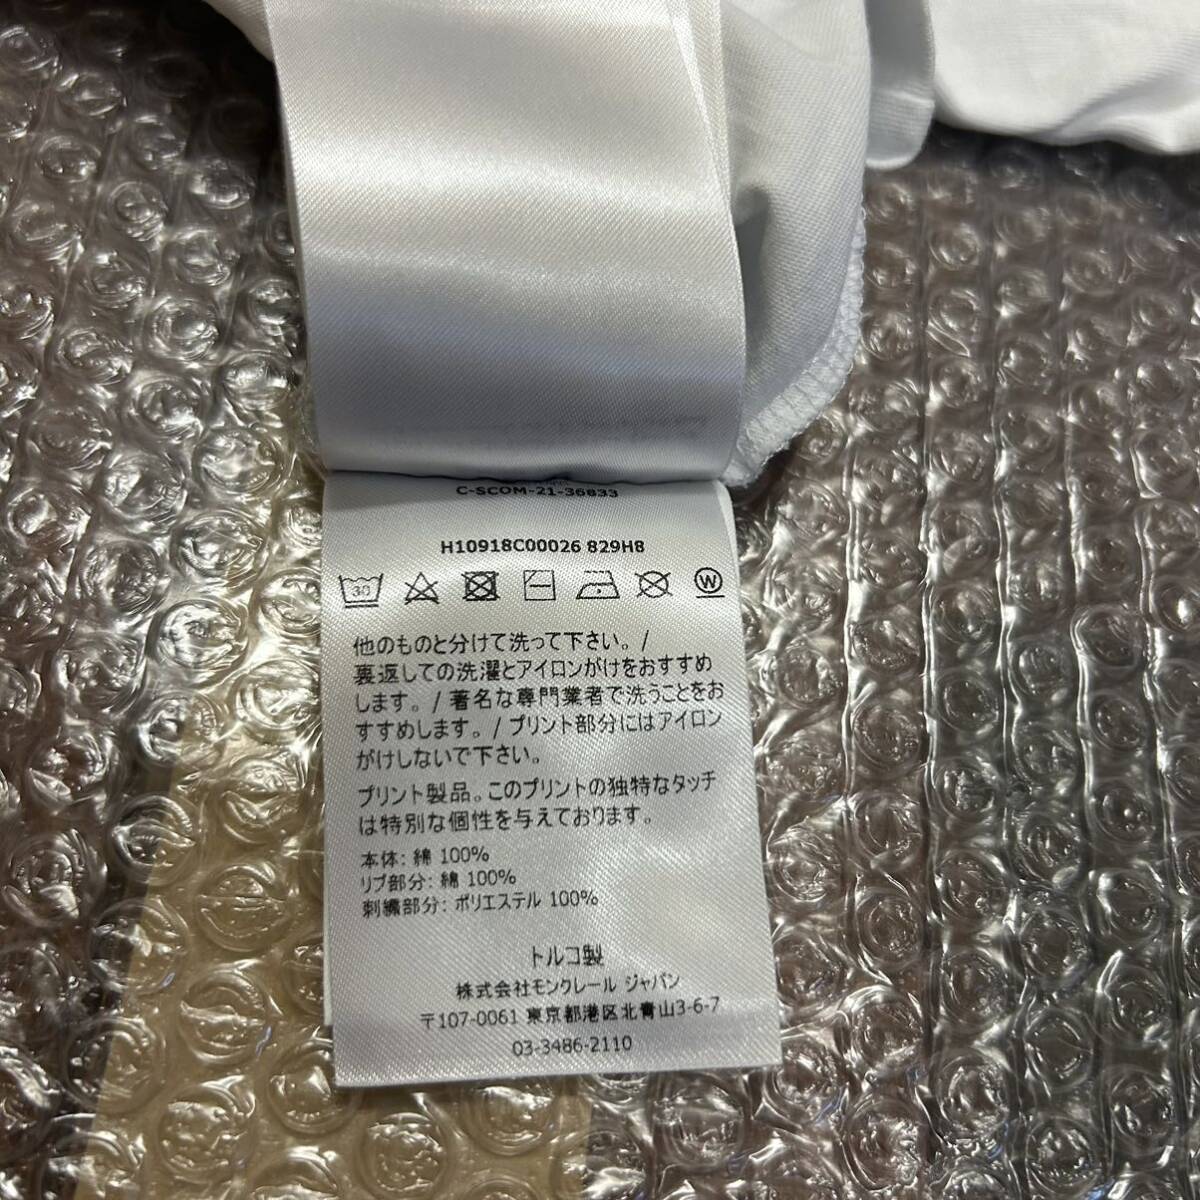 C-SCOM-21-36833
H10918C00026 829H8
30
W
他のものと分けて洗って下さい。/
裏返しての洗濯とアイロンがけをおすすめ
します。/ 著名な専門業者で洗うことをお
すすめします。/ プリント部分にはアイロン
がけしないで下さい。
プリント製品。このプリントの独特なタッチ
は特別な個性を与えております。
本体: 綿 100%
リブ部分: 綿 100%
刺繍部分: ポリエステル 100%
トルコ製
株式会社モンクレール ジャパン
〒107-0061 東京都港区北青山3-6-7
03-3486-2110